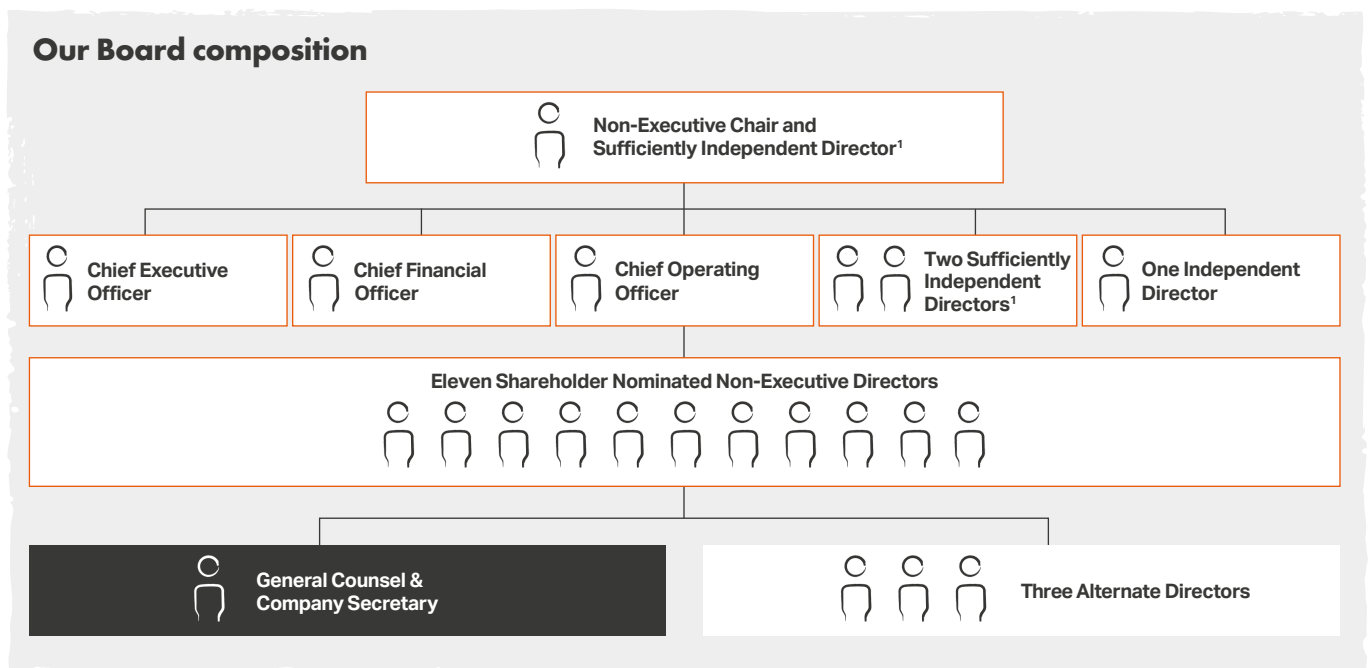 Our Board composition
Non-Executive Chair and
Sufficiently Independent Director¹
Chief Executive
Officer
Chief Financial
Officer
Chief Operating
Officer
Two Sufficiently
Independent
Directors¹
One Independent
Director
Eleven Shareholder Nominated Non-Executive Directors
General Counsel &
Company Secretary
Three Alternate Directors